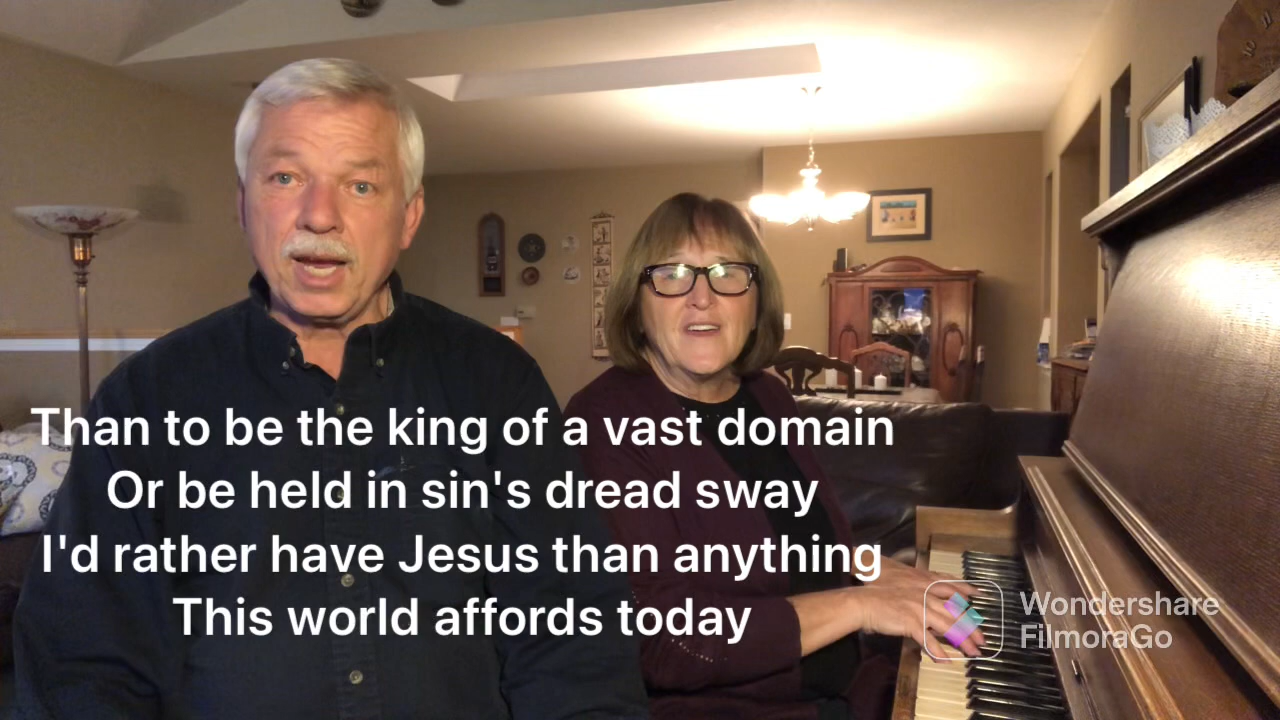 Than to be the king of a vast domain
Or be held in sin's dread sway
I'd rather have Jesus than anything
This world affords today
Wondershare
FilmoraGo